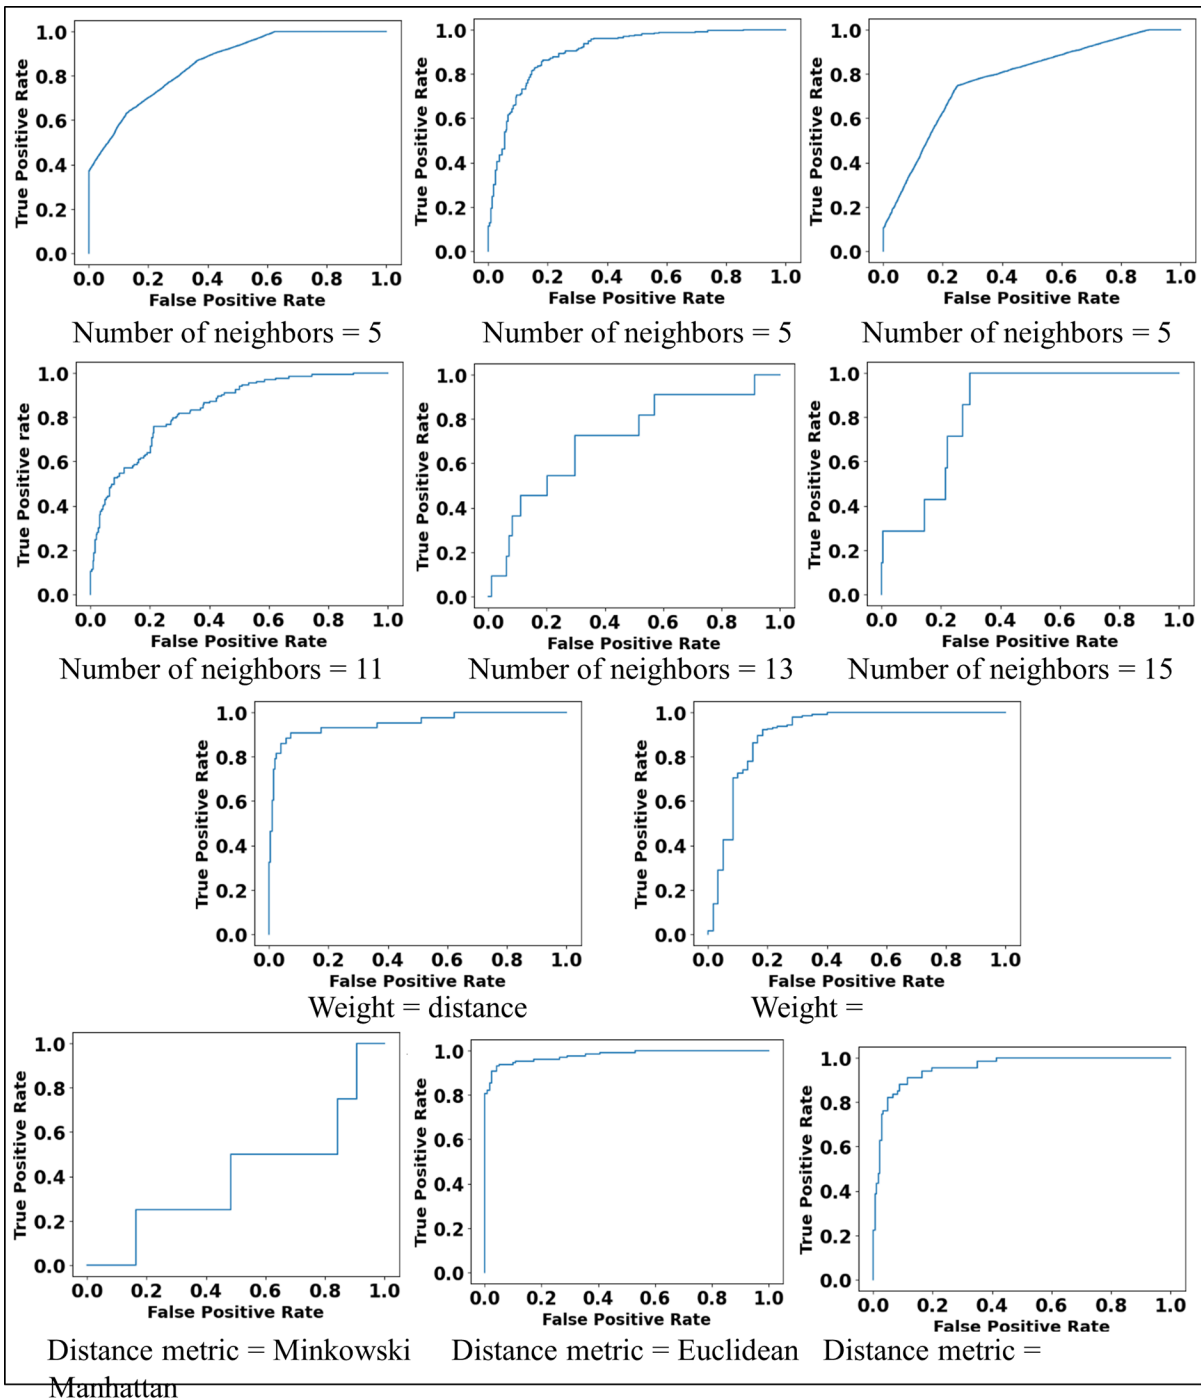 True Positive Rate
1.0
0.8
0.6
0.4
0.2
0.0
0.0 0.2 0.4 0.6 0.8 1.0
False Positive Rate
Number of neighbors = 5
True Positive Rate
1.0
0.8
0.6
0.4
0.2
0.0
0.0 0.2 0.4 0.6 0.8 1.0
False Positive Rate
Number of neighbors = 5
True Positive Rate
1.0
0.8
0.6
0.4
0.2
0.0
0.0 0.2 0.4 0.6 0.8 1.0
False Positive Rate
Number of neighbors = 5
True Positive rate
1.0
0.8
0.6
0.4
0.2
0.0
0.0 0.2 0.4 0.6 0.8 1.0
False Positive Rate
Number of neighbors = 11
True Positive Rate
1.0
0.8
0.6
0.4
0.2
0.0
0.0 0.2 0.4 0.6 0.8 1.0
False Positive Rate
Number of neighbors = 13
True Positive Rate
1.0
0.8
0.6
0.4
0.2
0.0
0.0 0.2 0.4 0.6 0.8 1.0
False Positive Rate
Number of neighbors = 15
True Positive Rate
1.0
0.8
0.6
0.4
0.2
0.0
0.0 0.2 0.4 0.6 0.8 1.0
False Positive Rate
Weight = distance
True Positive Rate
1.0
0.8
0.6
0.4
0.2
0.0
0.0 0.2 0.4 0.6 0.8 1.0
False Positive Rate
Weight =
True Positive Rate
1.0
0.8
0.6
0.4
0.2
0.0
0.0 0.2 0.4 0.6 0.8 1.0
False Positive Rate
True Positive Rate
1.0
0.8
0.6
0.4
0.2
0.0
0.0 0.2 0.4 0.6 0.8 1.0
False Positive Rate
True Positive Rate
1.0
0.8
0.6
0.4
0.2
0.0
0.0 0.2 0.4 0.6 0.8 1.0
False Positive Rate
Distance metric = Minkowski Distance metric = Euclidean Distance metric =
Manhattan